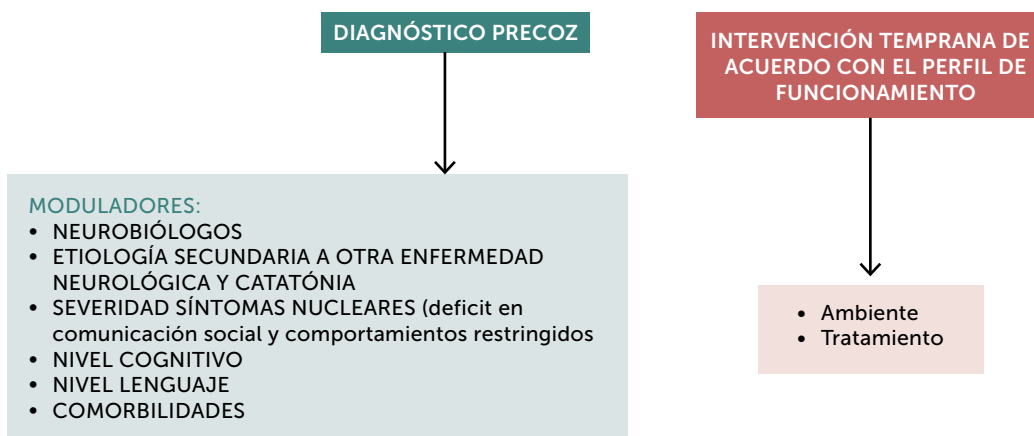 DIAGNÓSTICO PRECOZ
INTERVENCIÓN TEMPRANA DE
ACUERDO CON EL PERFIL DE
FUNCIONAMIENTO
MODULADORES:
• NEUROBIÓLOGOS
• ETIOLOGÍA SECUNDARIA A OTRA ENFERMEDAD
NEUROLÓGICA Y CATATÓNIA
• SEVERIDAD SÍNTOMAS NUCLEARES (deficit en
comunicación social y comportamientos restringidos
• NIVEL COGNITIVO
• NIVEL LENGUAJE
• COMORBILIDADES
• Ambiente
• Tratamiento